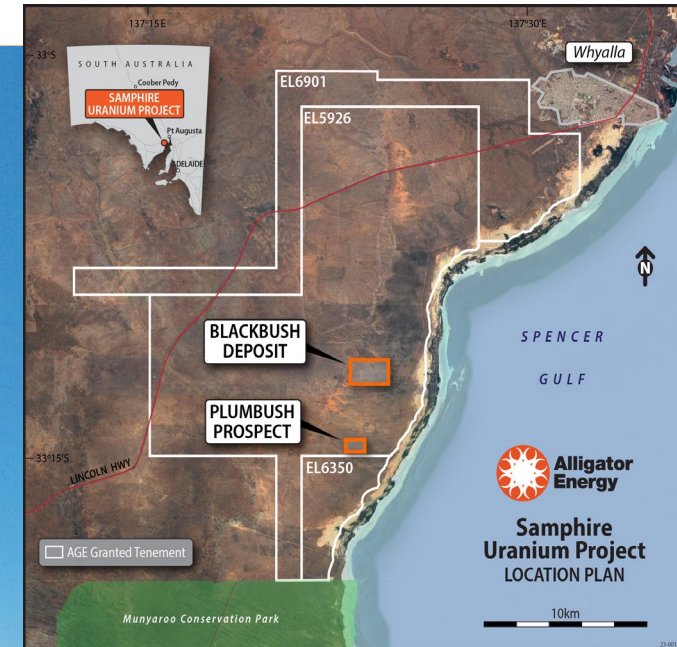 137°15'E
137°30'E
33°S
Whyalla
SOUTH AUSTRALIA
Coober Pedy
SAMPHIRE
URANIUM PROJECT
Pt Augusta
ADELAIDE
EL6901
EL5926
N
BLACKBUSH
DEPOSIT
SPENCER
GULF
PLUMBUSH
PROSPECT
33°15'S
LINCOLN HWY
EL6350
Alligator
Energy
Samphire
Uranium Project
LOCATION PLAN
AGE Granted Tenement
10km
Munyaroo Conservation Park